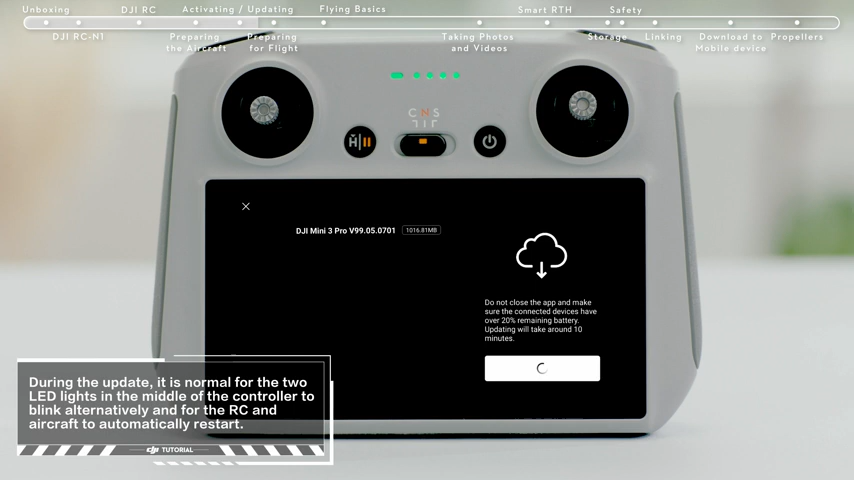 Unboxing
DJI RC
Activating / Updating
Flying Basics
Smart RTH
Safety
DJI RC-N1
Preparing
the Aircraft
Preparing
for Flight
Taking Photos
and Videos
Storage
Linking
Download to
Mobile device
Propellers
C N S
DJI Mini 3 Pro V99.05.0701
1016.81MB
Do not close the app and make
sure the connected devices have
over 20% remaining battery.
Updating will take around 10
minutes.
During the update, it is normal for the two
LED lights in the middle of the controller to
blink alternatively and for the RC and
aircraft to automatically restart.
dji TUTORIAL